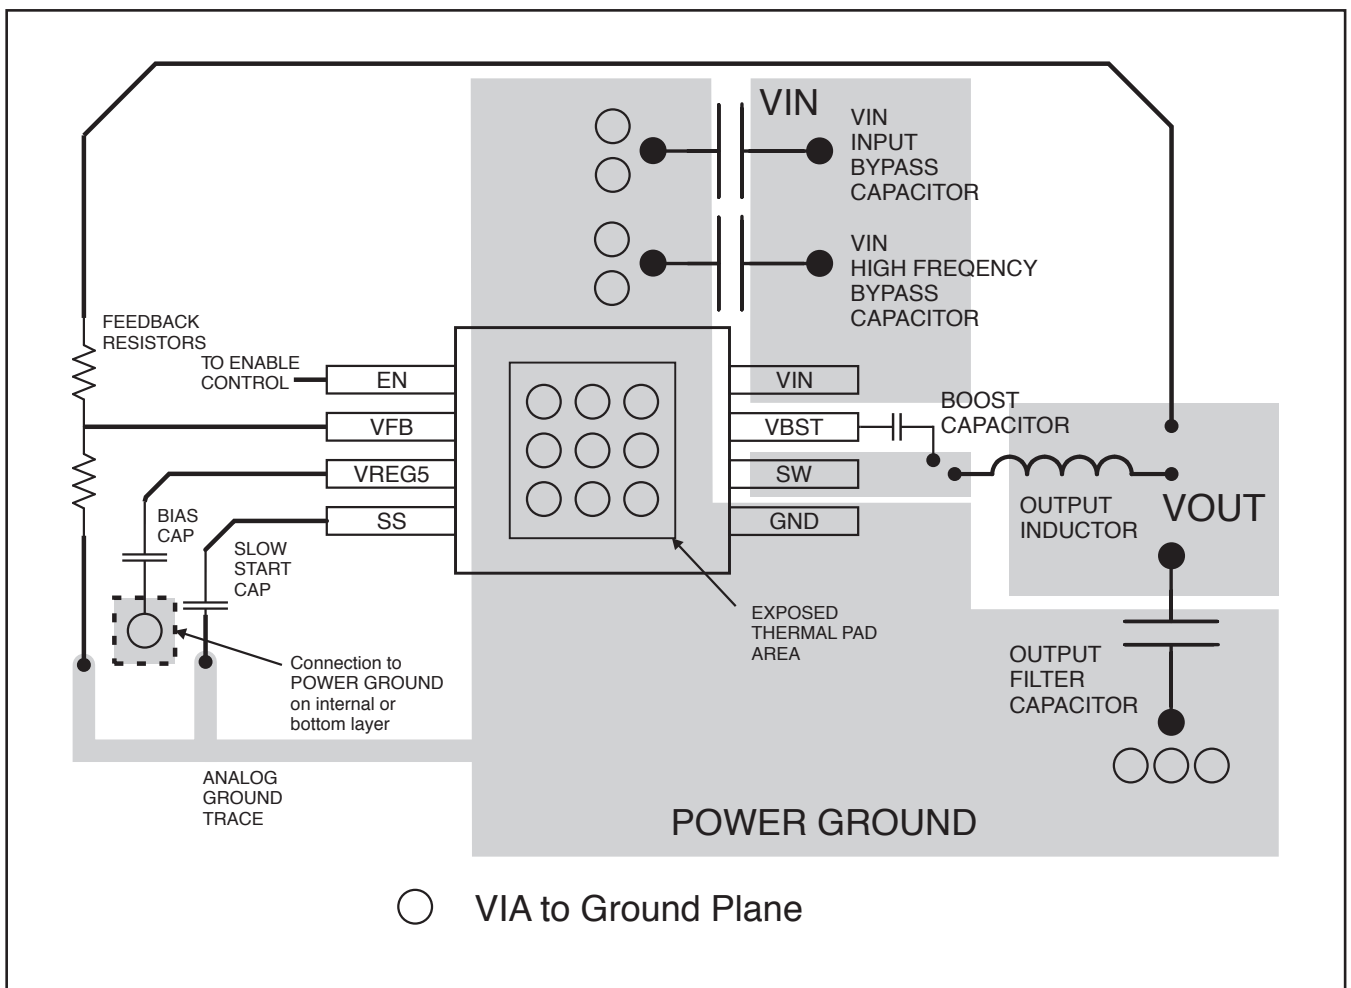 VIN
VIN
INPUT
BYPASS
CAPACITOR
VIN
HIGH FREQENCY
BYPASS
CAPACITOR
FEEDBACK
RESISTORS
TO ENABLE
CONTROL
EN
VFB
VREG5
SS
VIN
VBST
SW
GND
BOOST
CAPACITOR
OUTPUT
INDUCTOR
VOUT
BIAS
CAP
SLOW
START
CAP
EXPOSED
THERMAL PAD
AREA
Connection to
POWER GROUND
on internal or
bottom layer
OUTPUT
FILTER
CAPACITOR
ANALOG
GROUND
TRACE
POWER GROUND
VIA to Ground Plane